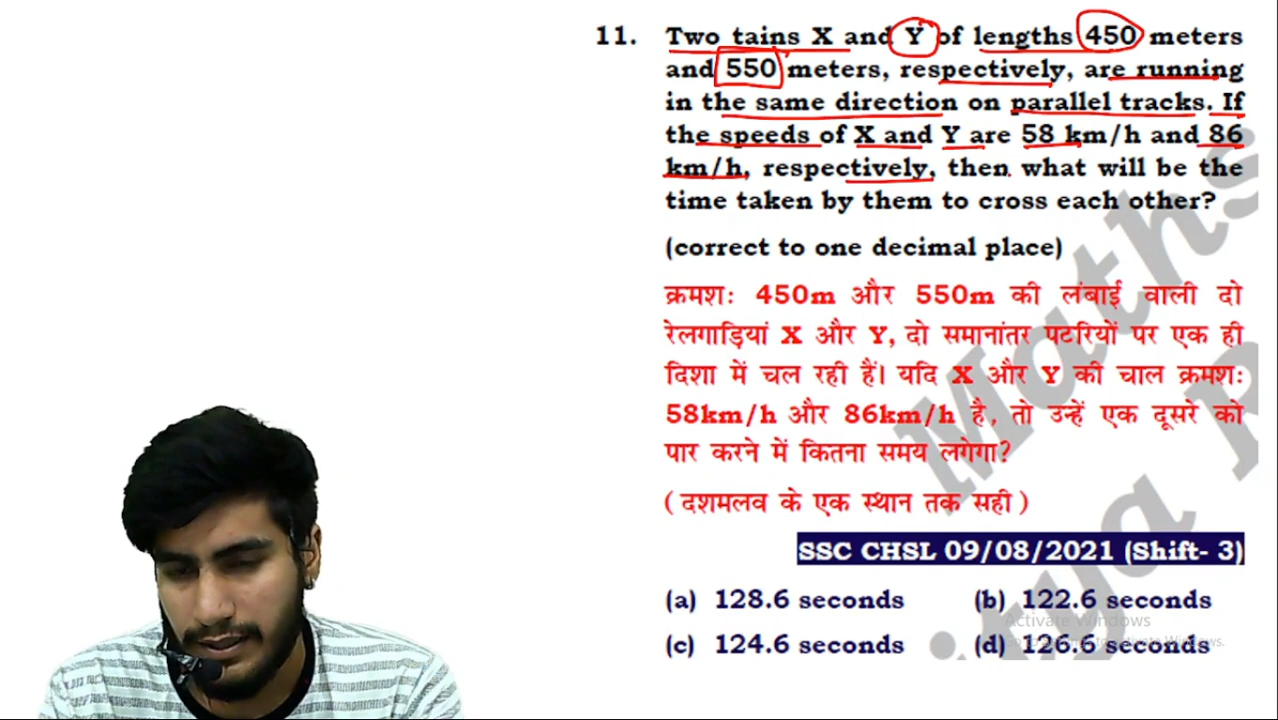 11. Two tains X and Y of lengths 450 meters
and 550 meters, respectively, are running
in the same direction on parallel tracks. If
the speeds of X and Y are 58 km/h and 86
km/h, respectively, then what will be the
time taken by them to cross each other?
(correct to one decimal place)
क्रमश: 450m और 550m की लंबाई वाली दो
रेलगाड़ियां X और Y, दो समानांतर पटरियों पर एक ही
दिशा में चल रही हैं। यदि X और Y की चाल क्रमश:
58km/h और 86km/h है, तो उन्हें एक दूसरे को
पार करने में कितना समय लगेगा?
( दशमलव के एक स्थान तक सही )
SSC CHSL 09/08/2021 (Shift- 3)
(a) 128.6 seconds (b) 122.6 seconds
Activate Windows
(c) 124.6 seconds (d) 126.6 seconds
Maths